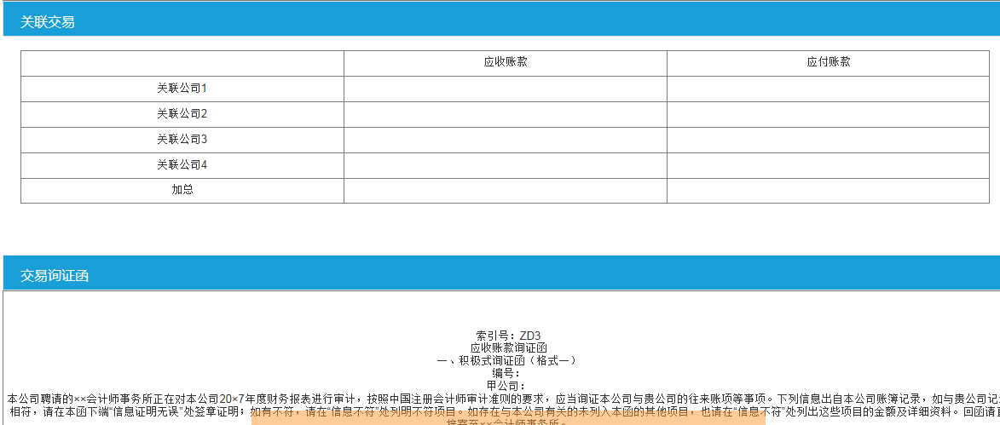 关联交易
应收账款 应付账款
关联公司1
关联公司2
关联公司3
关联公司4
加总
交易询证函
索引号：ZD3
应收账款询证函
一、积极式询证函（格式一）
编号：
甲公司：
本公司聘请的××会计师事务所正在对本公司20×7年度财务报表进行审计，按照中国注册会计师审计准则的要求，应当询证本公司与贵公司的往来账项等事项。下列信息出自本公司账簿记录，如与贵公司记
相符，请在本函下端“信息证明无误”处签章证明；如有不符，请在“信息不符”处列明不符项目。如存在与本公司有关的未列入本函的其他项目，也请在“信息不符”处列出这些项目的金额及详细资料。回函请
接寄至××会计师事务所。